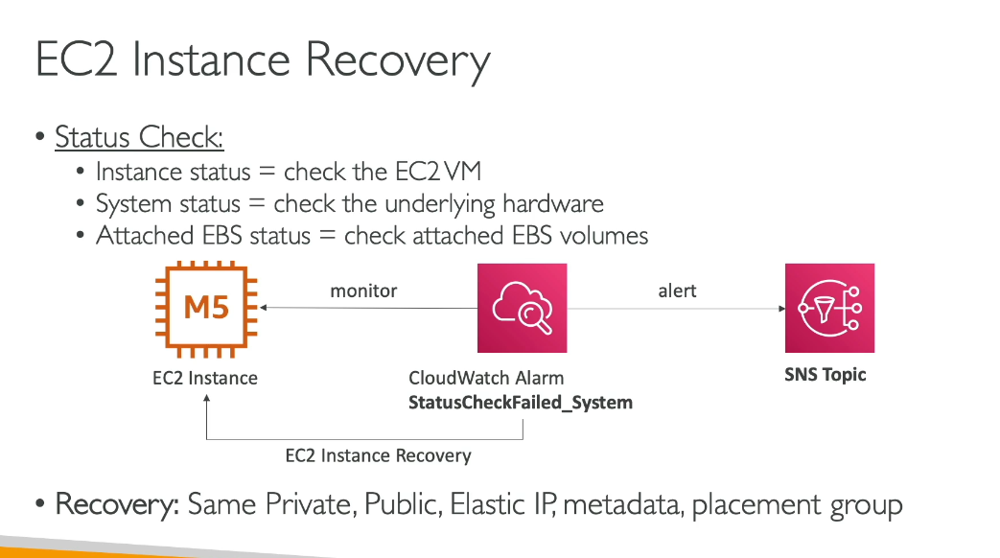 EC2 Instance Recovery
• Status Check:
• Instance status = check the EC2 VM
• System status = check the underlying hardware
• Attached EBS status = check attached EBS volumes
M5
monitor
alert
EC2 Instance
CloudWatch Alarm
StatusCheckFailed_System
SNS Topic
EC2 Instance Recovery
• Recovery: Same Private, Public, Elastic IP, metadata, placement group